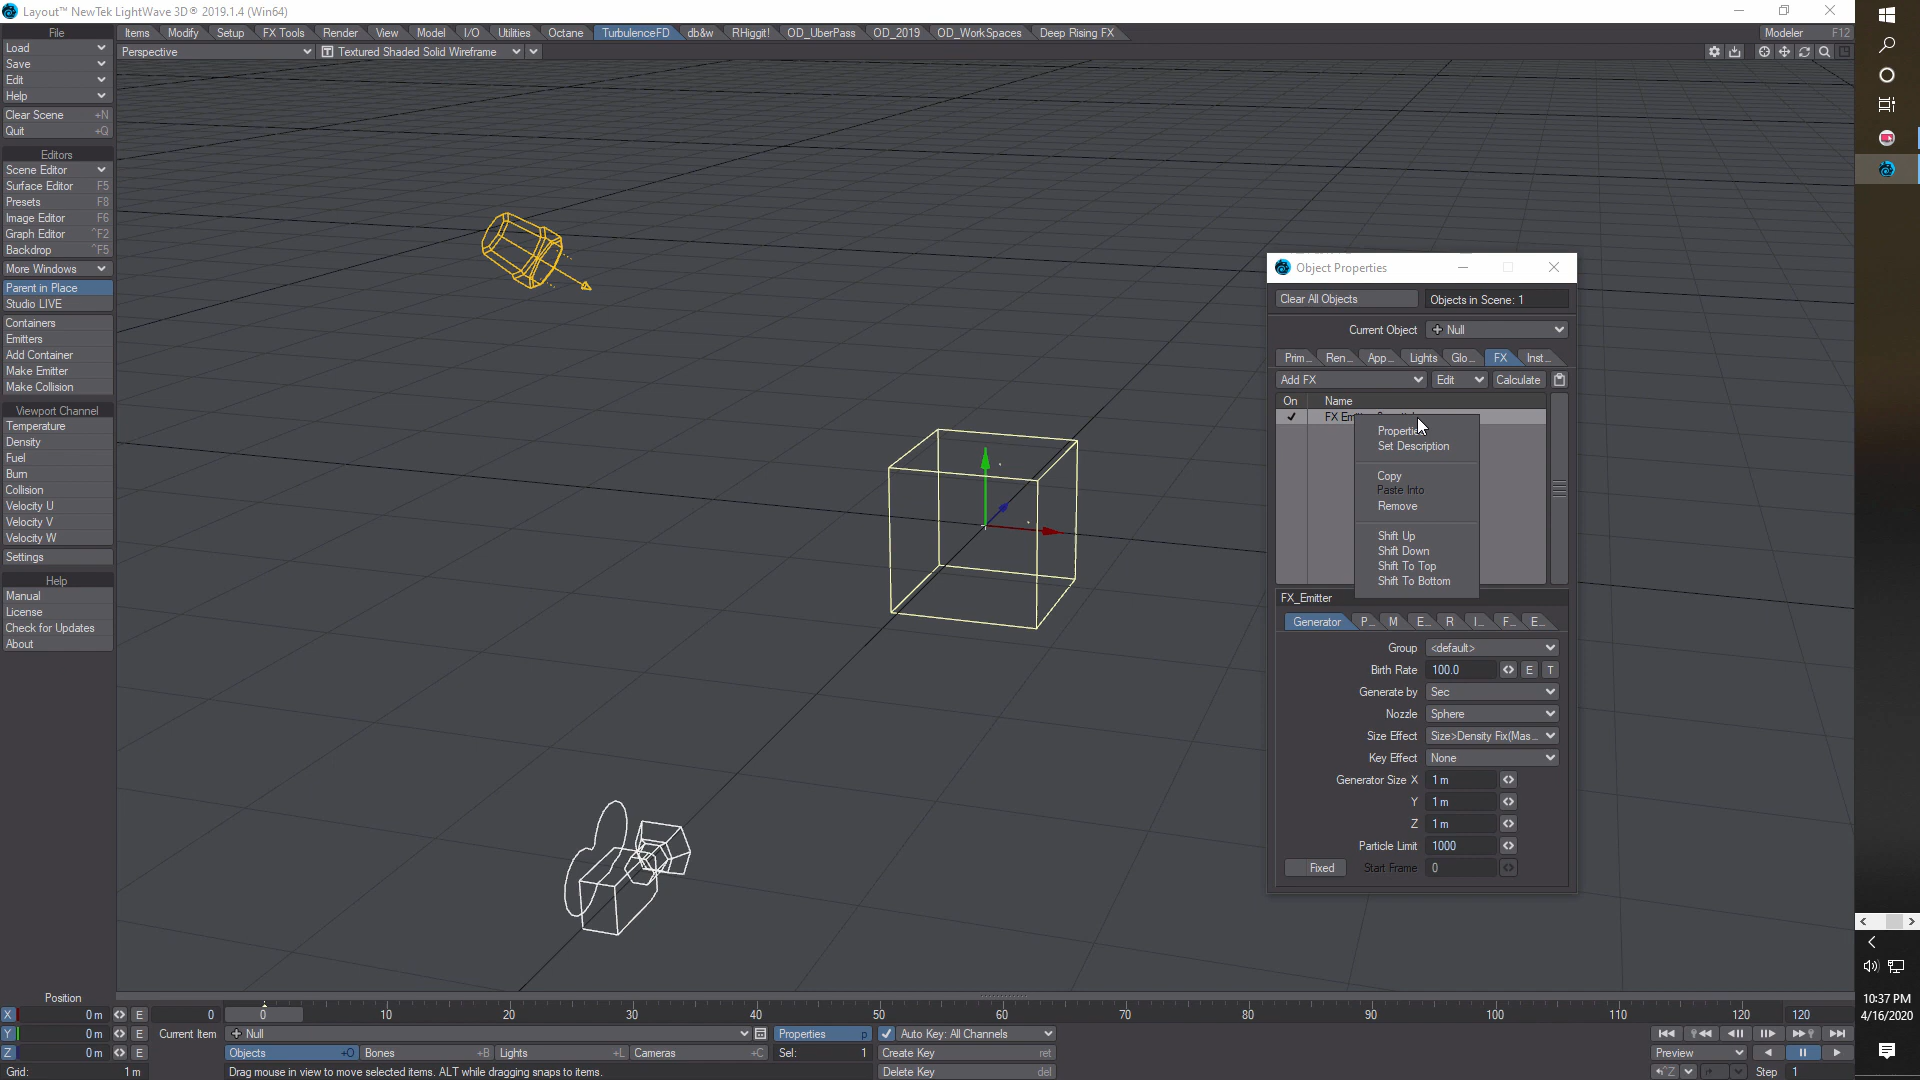 Layout™ NewTek LightWave 3D® 2019.1.4 (Win64)
File
Items Modify Setup FX Tools Render View Model I/O Utilities Octane TurbulenceFD db&w RHiggit! OD_UberPass OD_2019 OD_WorkSpaces Deep Rising FX
Modeler F12
Load
Perspective
Textured Shaded Solid Wireframe
Save
Edit
Help
Clear Scene +N
Quit +Q
Editors
Scene Editor
Surface Editor F5
Presets F8
Image Editor F6
Graph Editor ^F2
Backdrop ^F5
More Windows
Parent in Place
Studio LIVE
Containers
Emitters
Add Container
Make Emitter
Make Collision
Viewport Channel
Temperature
Density
Fuel
Burn
Collision
Velocity U
Velocity V
Velocity W
Settings
Help
Manual
License
Check for Updates
About
Object Properties
Clear All Objects Objects in Scene: 1
Current Object Null
Prim... Ren... App... Lights Glo... FX Inst...
Add FX Edit Calculate
On Name
FX
Properties
Set Description
Copy
Paste Into
Remove
Shift Up
Shift Down
Shift To Top
Shift To Bottom
FX_Emitter
Generator P... M E... R I... F... E...
Group <default>
Birth Rate 100.0 E T
Generate by Sec
Nozzle Sphere
Size Effect Size>Density Fix(Mas...
Key Effect None
Generator Size X 1 m
Y 1 m
Z 1 m
Particle Limit 1000
Fixed Start Frame 0
Position
X 0 m E 0 0 10 20 30 40 50 60 70 80 90 100 110 120 120
Y 0 m E Current Item Null Properties p Auto Key: All Channels
Z 0 m E Objects +O Bones +B Lights +L Cameras +C Sel: 1 Create Key ret Preview
Grid: 1 m Drag mouse in view to move selected items. ALT while dragging snaps to items. Delete Key del ^Z Step 1
10:37 PM
4/16/2020